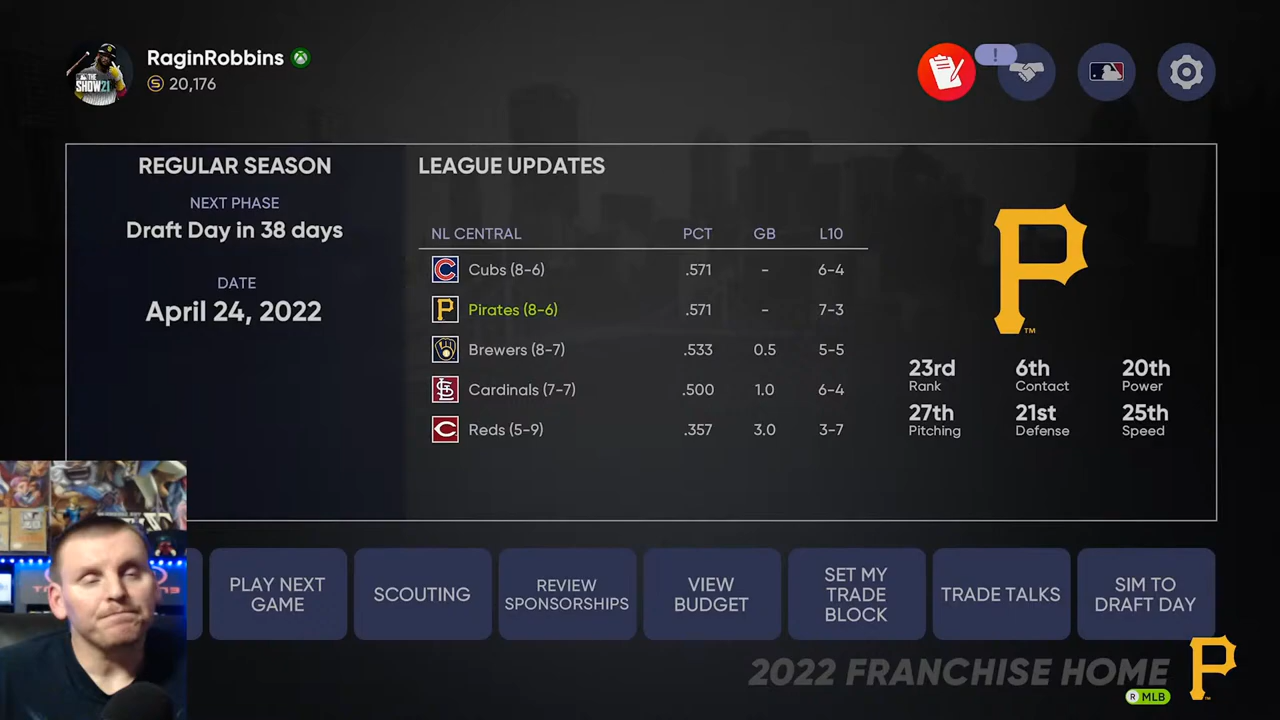 RaginRobbins
S 20,176
THE SHOW21
!
REGULAR SEASON
NEXT PHASE
Draft Day in 38 days
DATE
April 24, 2022
LEAGUE UPDATES
NL CENTRAL PCT GB L10
Cubs (8-6) .571 - 6-4
Pirates (8-6) .571 - 7-3
Brewers (8-7) .533 0.5 5-5
Cardinals (7-7) .500 1.0 6-4
Reds (5-9) .357 3.0 3-7
P
TM
23rd 6th 20th
Rank Contact Power
27th 21st 25th
Pitching Defense Speed
PLAY NEXT
GAME
SCOUTING
REVIEW
SPONSORSHIPS
VIEW
BUDGET
SET MY
TRADE
BLOCK
TRADE TALKS
SIM TO
DRAFT DAY
2022 FRANCHISE HOME
P
R MLB